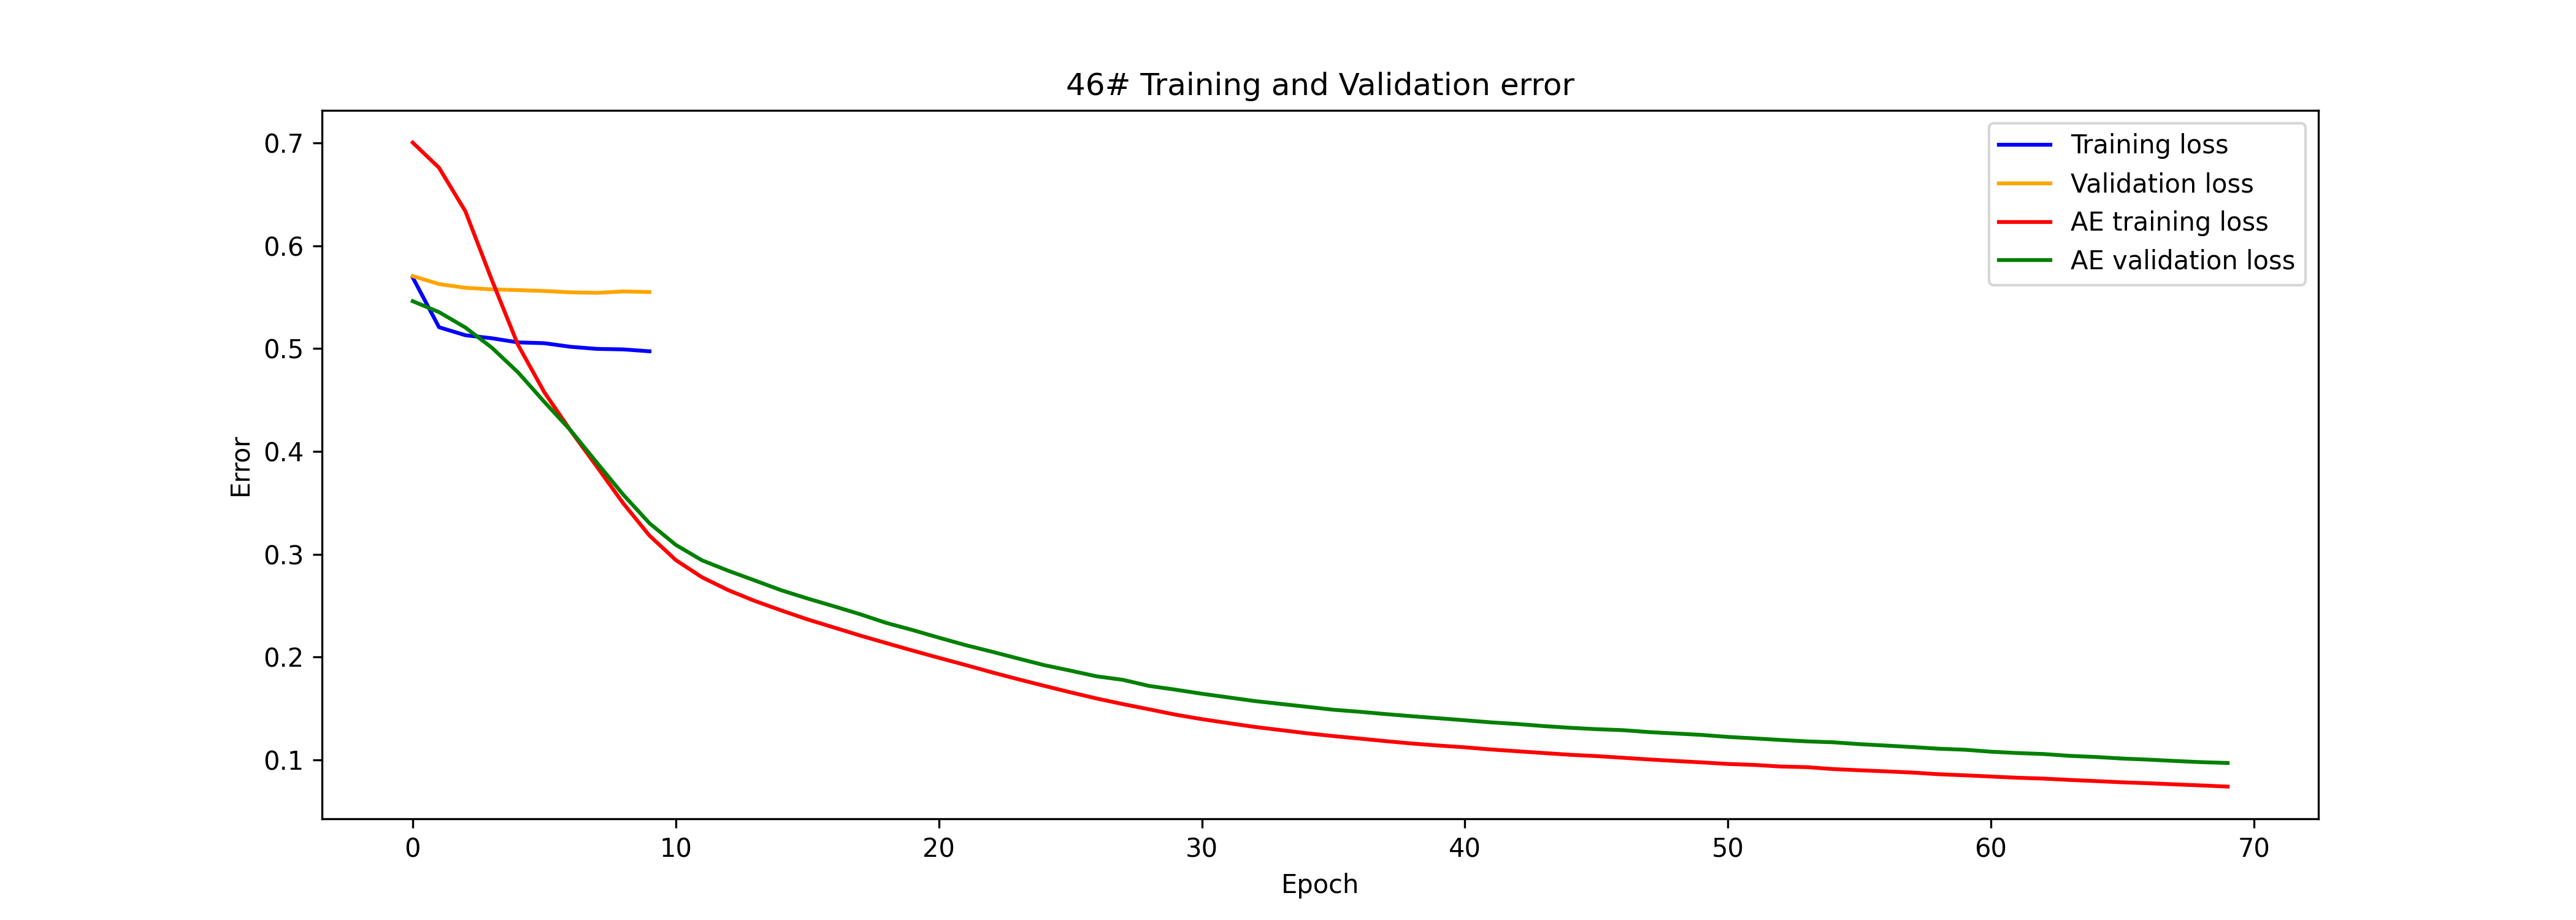 46# Training and Validation error
Training loss
Validation loss
AE training loss
AE validation loss
Error
0.7
0.6
0.5
0.4
0.3
0.2
0.1
0 10 20 30 40 50 60 70
Epoch